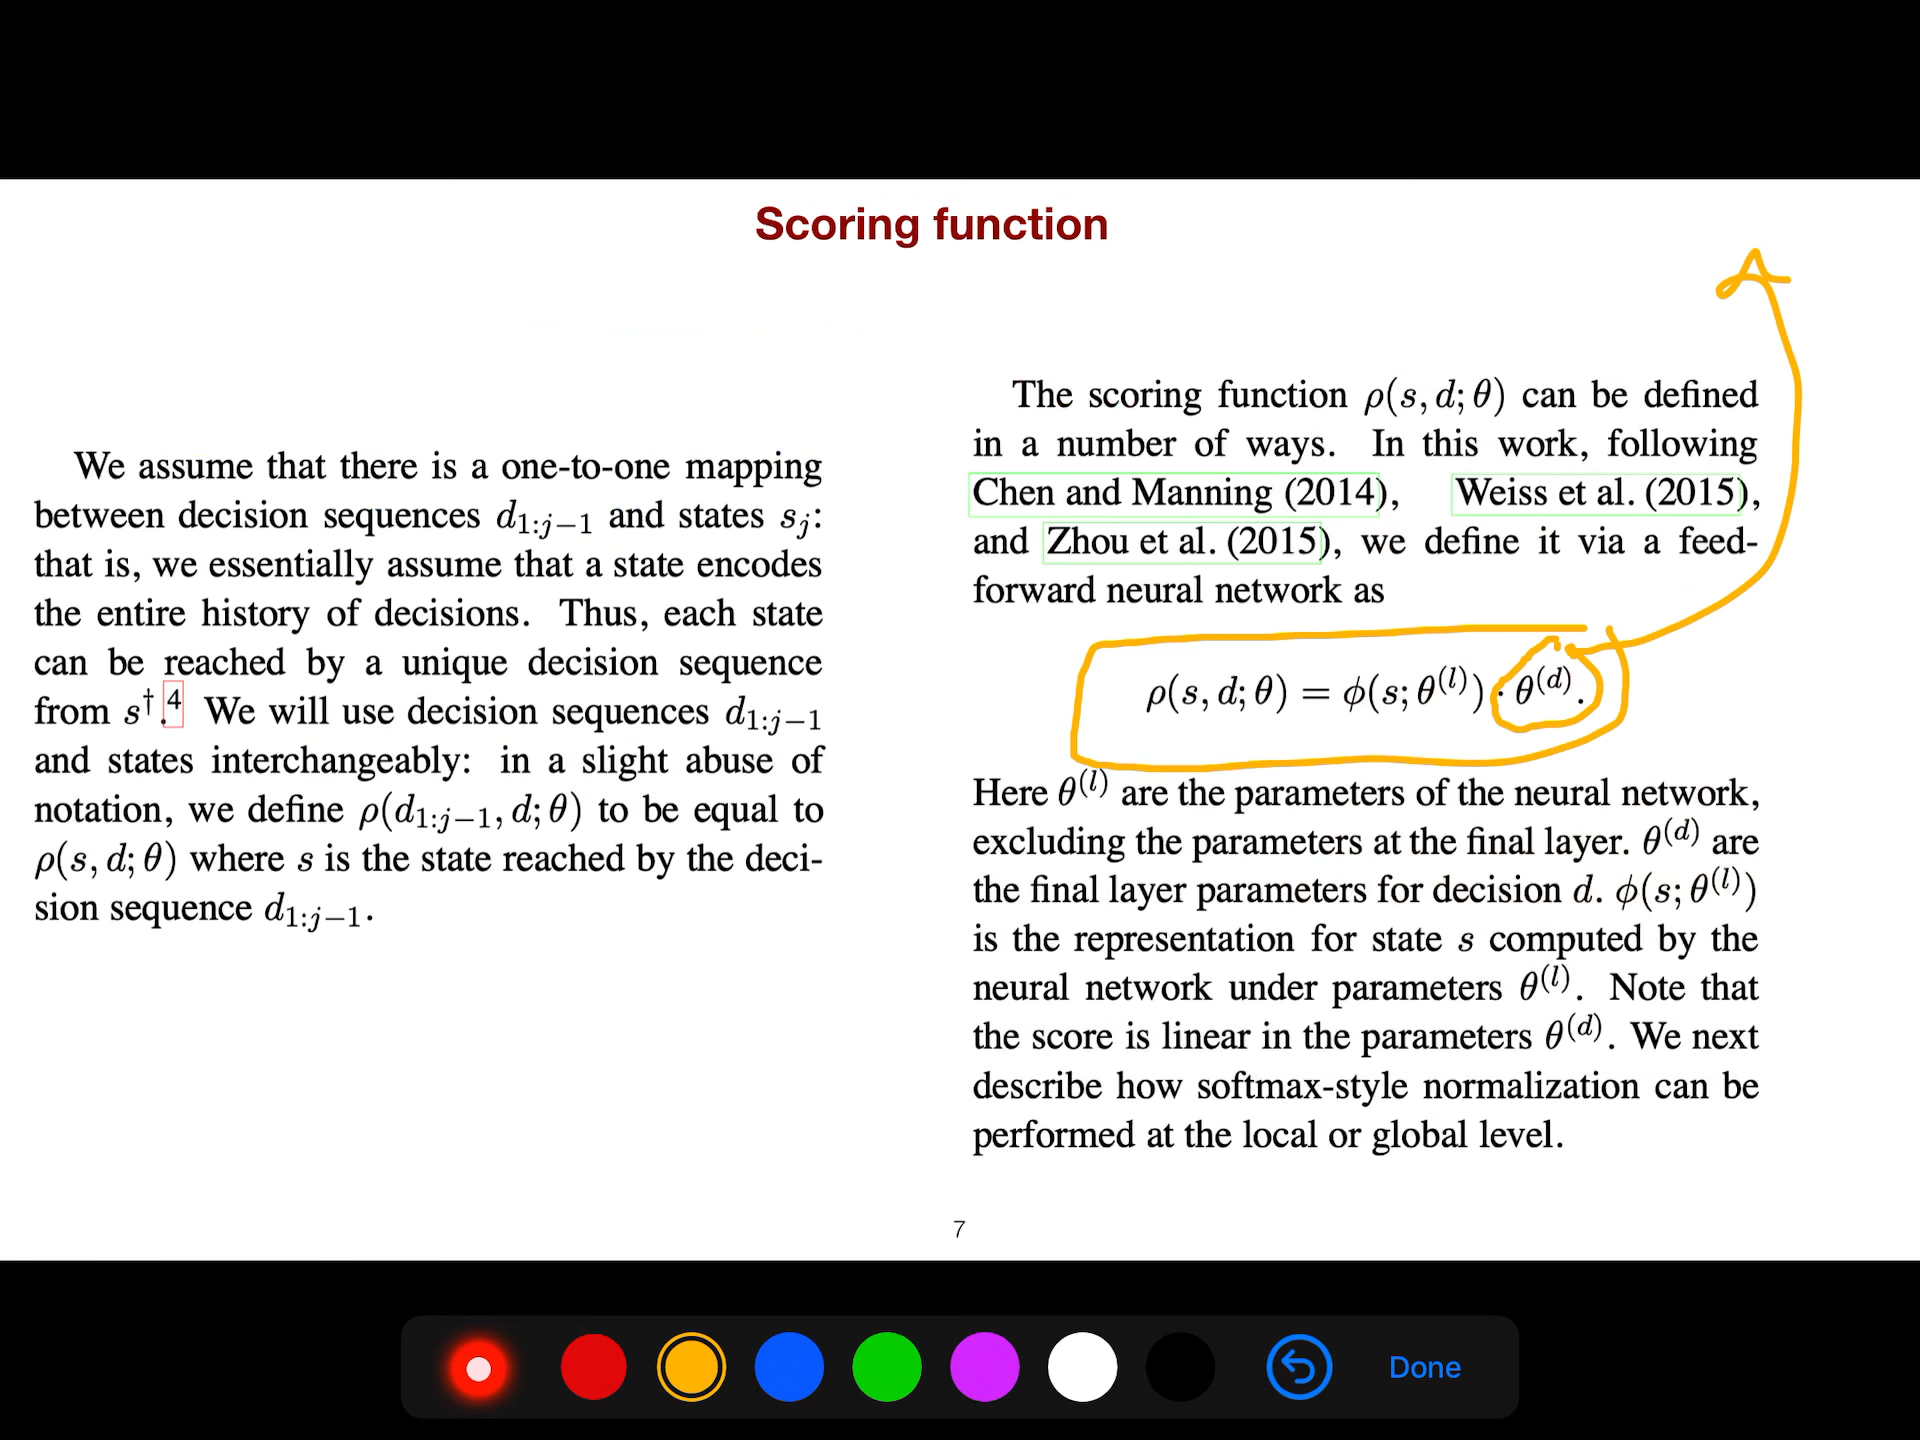 Scoring function
We assume that there is a one-to-one mapping
between decision sequences d_{1:j−1} and states s_j:
that is, we essentially assume that a state encodes
the entire history of decisions. Thus, each state
can be reached by a unique decision sequence
from s†.4 We will use decision sequences d_{1:j−1}
and states interchangeably: in a slight abuse of
notation, we define ρ(d_{1:j−1}, d; θ) to be equal to
ρ(s, d; θ) where s is the state reached by the deci-
sion sequence d_{1:j−1}.
The scoring function ρ(s, d; θ) can be defined
in a number of ways. In this work, following
Chen and Manning (2014), Weiss et al. (2015),
and Zhou et al. (2015), we define it via a feed-
forward neural network as
ρ(s, d; θ) = ϕ(s; θ^{(l)}) · θ^{(d)}.
Here θ^{(l)} are the parameters of the neural network,
excluding the parameters at the final layer. θ^{(d)} are
the final layer parameters for decision d. ϕ(s; θ^{(l)})
is the representation for state s computed by the
neural network under parameters θ^{(l)}. Note that
the score is linear in the parameters θ^{(d)}. We next
describe how softmax-style normalization can be
performed at the local or global level.
7
Done